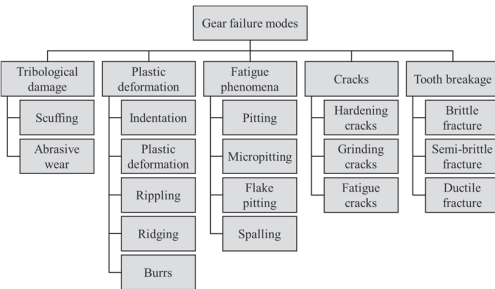 Gear failure modes
Tribological
damage
Scuffing
Abrasive
wear
Plastic
deformation
Indentation
Plastic
deformation
Rippling
Ridging
Burrs
Fatigue
phenomena
Pitting
Micropitting
Flake
pitting
Spalling
Cracks
Hardening
cracks
Grinding
cracks
Fatigue
cracks
Tooth breakage
Brittle
fracture
Semi-brittle
fracture
Ductile
fracture